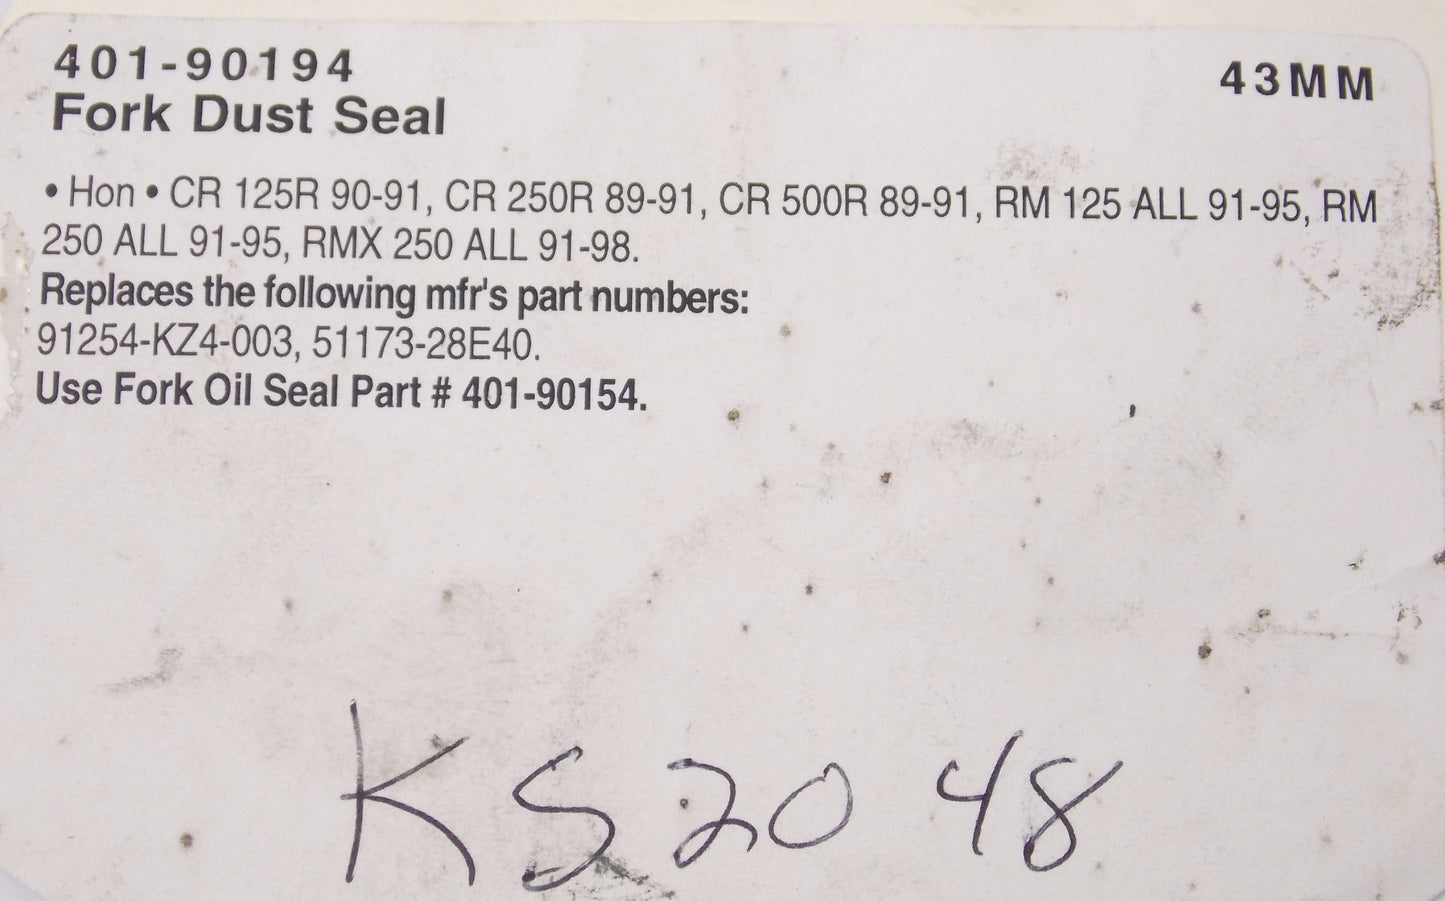 401-90194
43MM
Fork Dust Seal
• Hon • CR 125R 90-91, CR 250R 89-91, CR 500R 89-91, RM 125 ALL 91-95, RM
250 ALL 91-95, RMX 250 ALL 91-98.
Replaces the following mfr's part numbers:
91254-KZ4-003, 51173-28E40.
Use Fork Oil Seal Part # 401-90154.
KS20 48